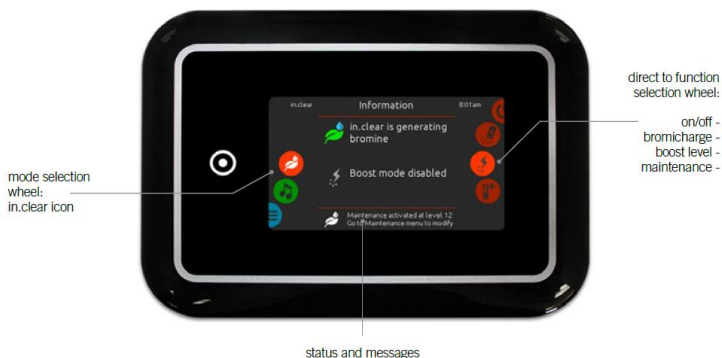 in.clear Information 8:01am
in.clear is generating
bromine
Boost mode disabled
Maintenance activated at level 12
Go to Maintenance menu to modify
mode selection
wheel:
in.clear icon
direct to function
selection wheel:
on/off -
bromicharge -
boost level -
maintenance -
status and messages